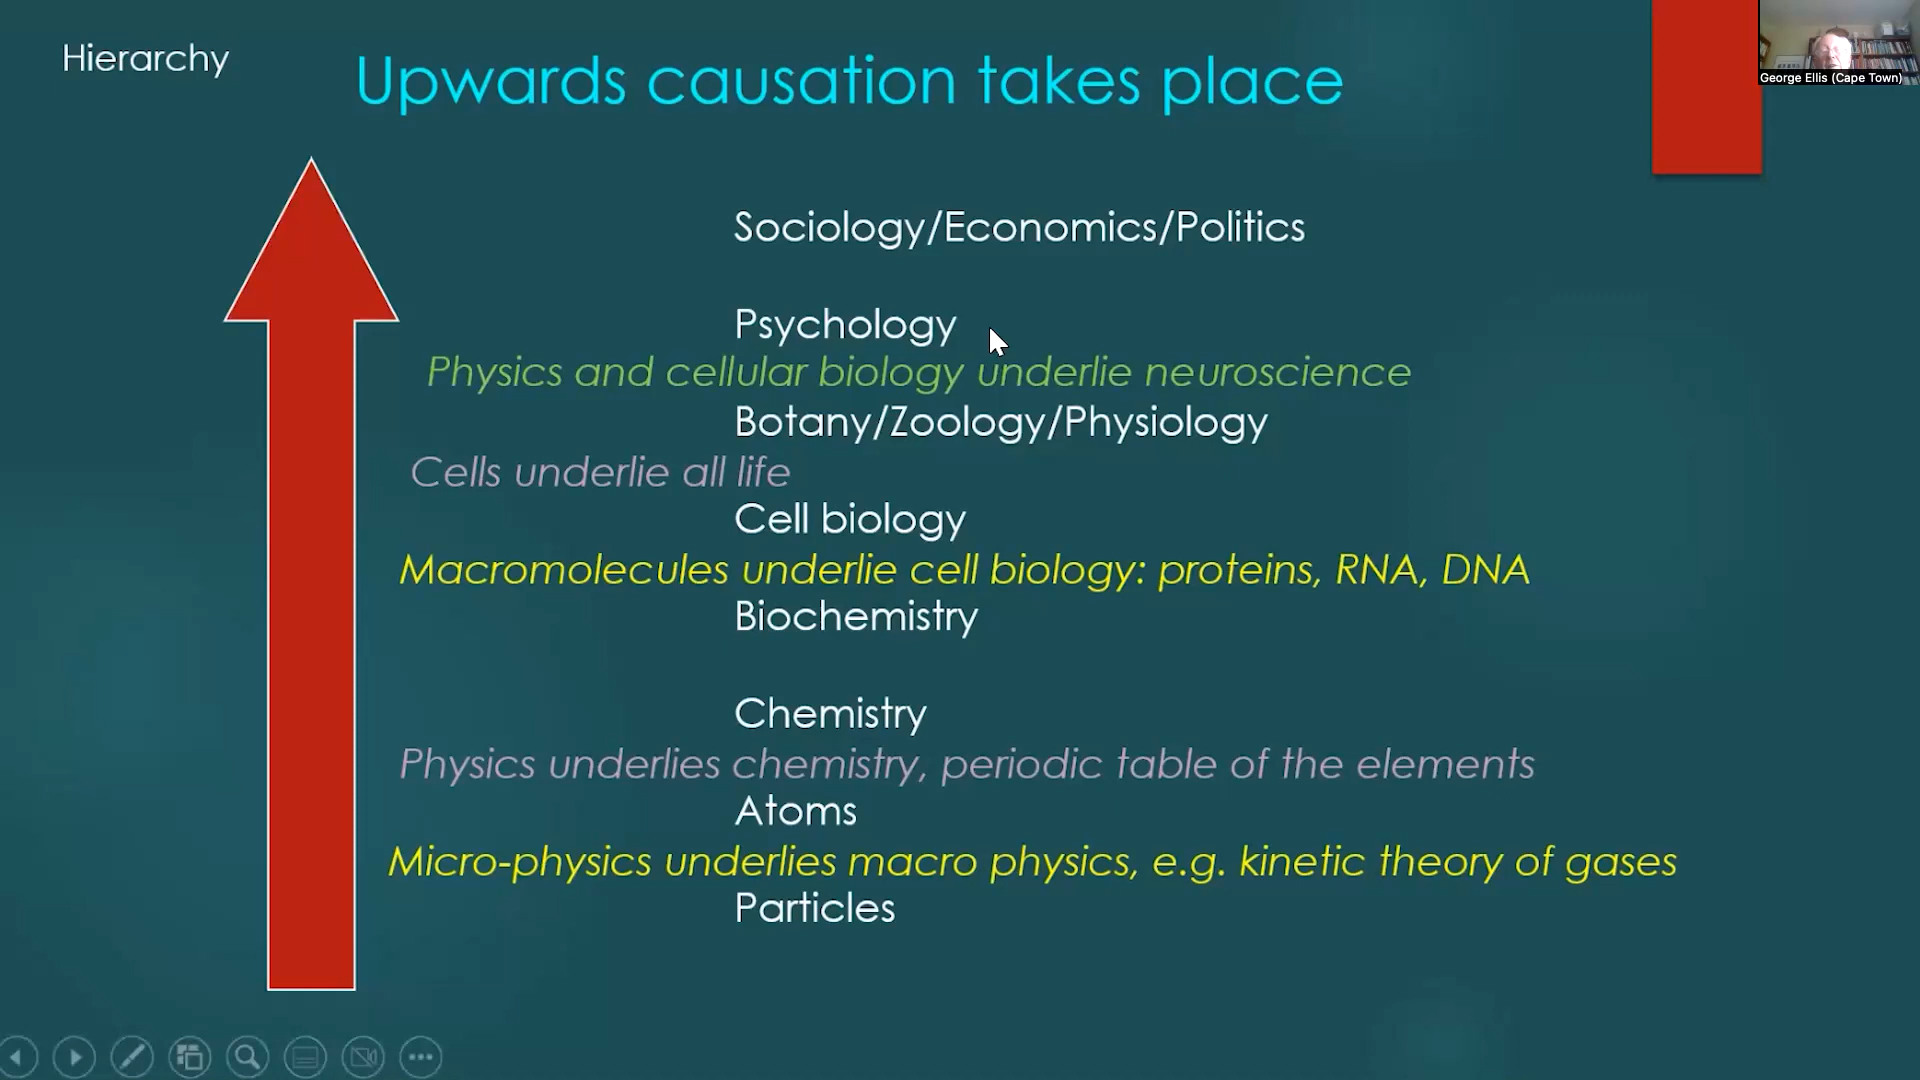 Hierarchy
Upwards causation takes place
George Ellis (Cape Town)
Sociology/Economics/Politics
Psychology
Physics and cellular biology underlie neuroscience
Botany/Zoology/Physiology
Cells underlie all life
Cell biology
Macromolecules underlie cell biology: proteins, RNA, DNA
Biochemistry
Chemistry
Physics underlies chemistry, periodic table of the elements
Atoms
Micro-physics underlies macro physics, e.g. kinetic theory of gases
Particles